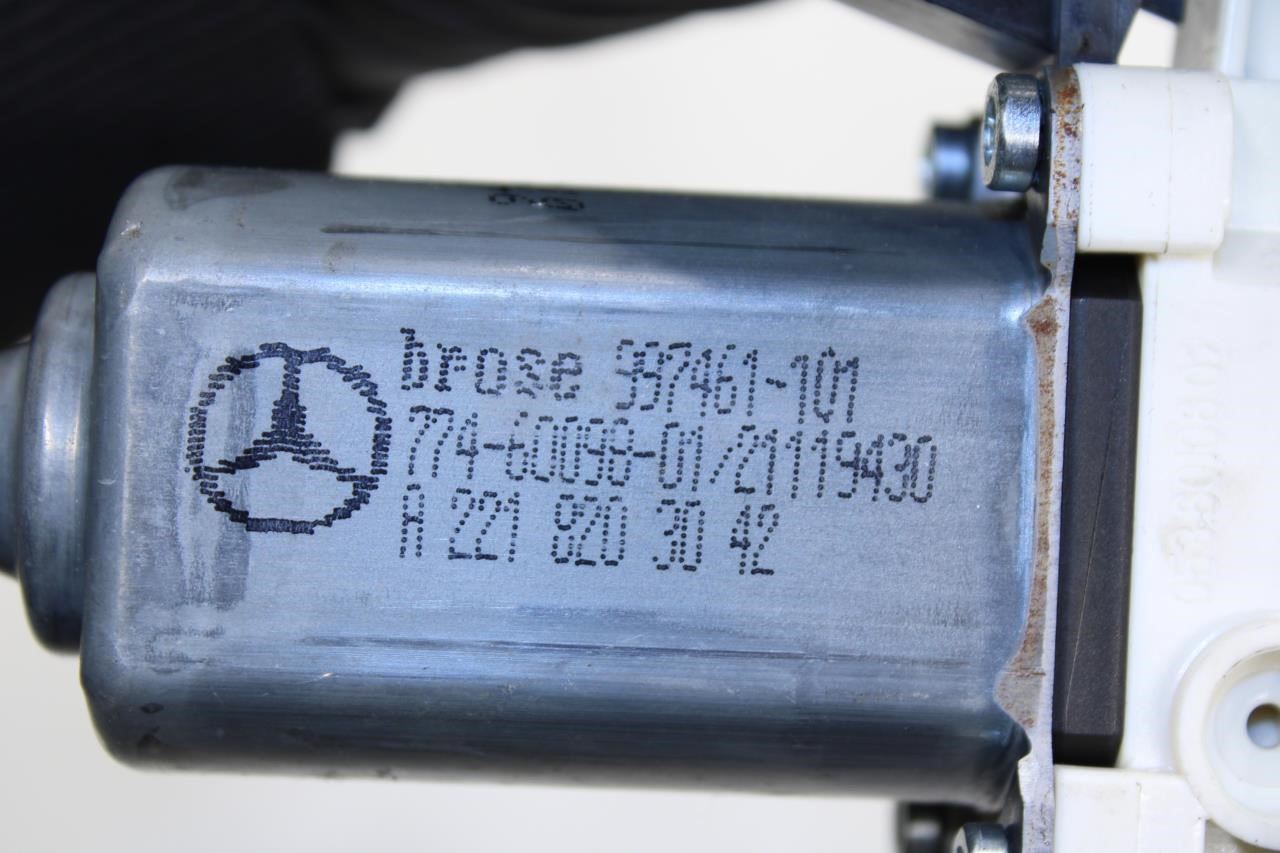 brose 997461-101
774-60098-01/21119430
A 221 820 30 42